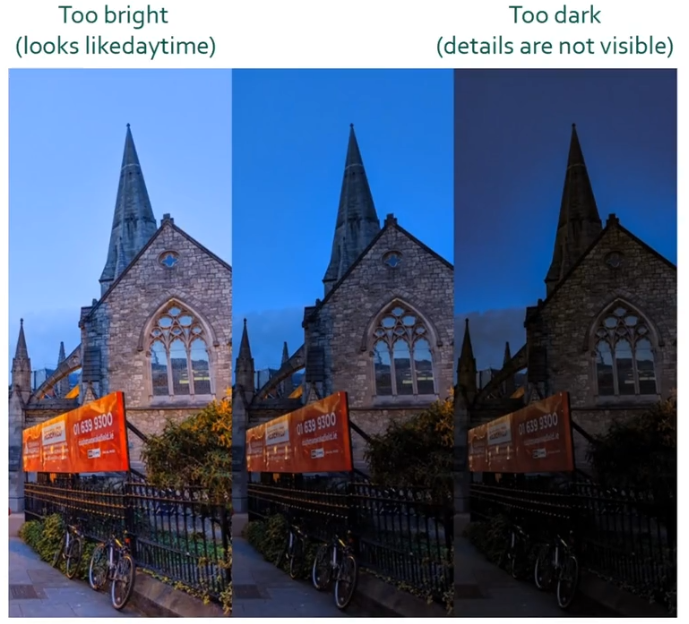 Too bright
(looks likedaytime)
Too dark
(details are not visible)
01 639 9300
01 639 9300
01 639 9300